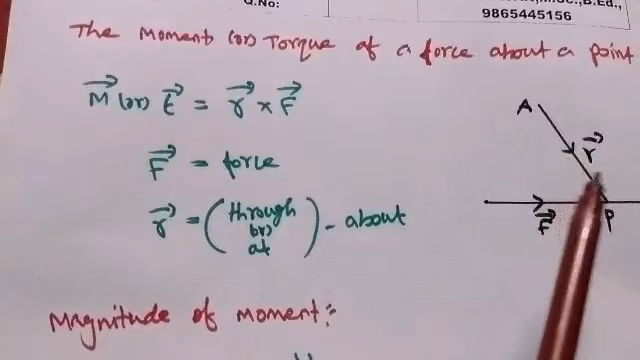 Q.No:
B.Ed.,
9865445156
The Moment (or) Torque of a force about a point
M⃗ (or) t⃗ = r⃗ × F⃗
A
r⃗
F⃗ = force
r⃗ = (through (or) at) - about
F⃗
P
Magnitude of moment:-